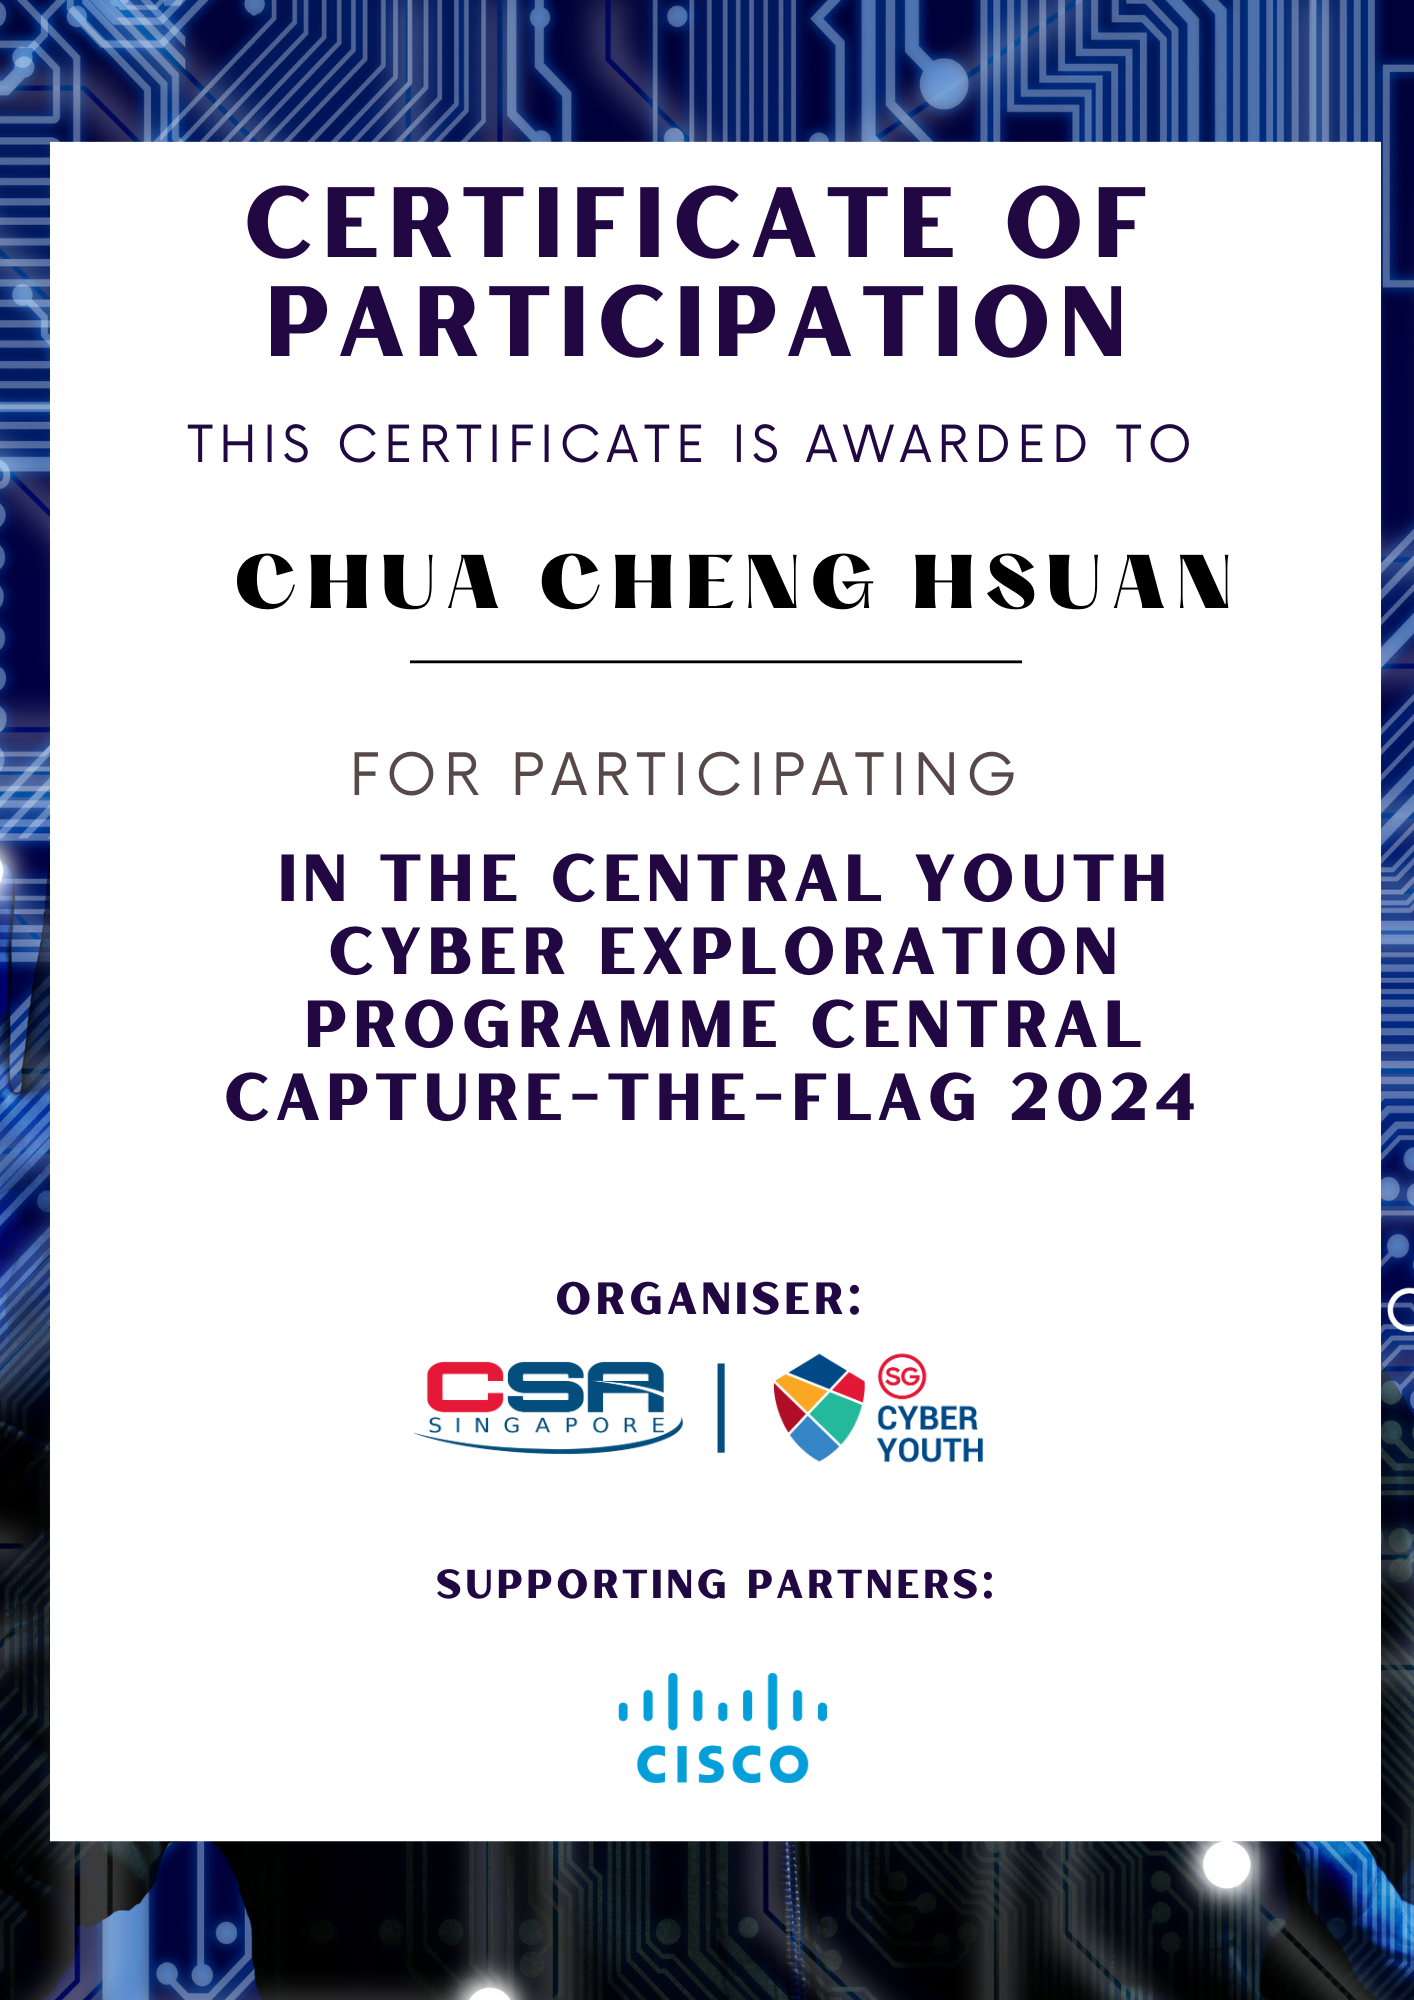 CERTIFICATE OF
PARTICIPATION
THIS CERTIFICATE IS AWARDED TO
CHUA CHENG HSUAN
FOR PARTICIPATING
IN THE CENTRAL YOUTH
CYBER EXPLORATION
PROGRAMME CENTRAL
CAPTURE-THE-FLAG 2024
ORGANISER:
CSA
SINGAPORE
SG
CYBER
YOUTH
SUPPORTING PARTNERS:
CISCO